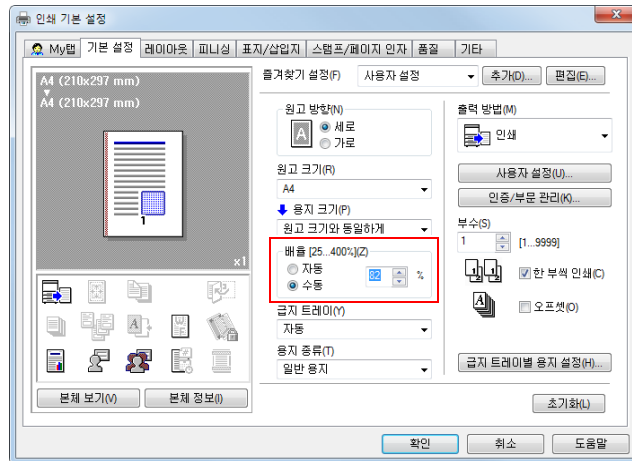 인쇄 기본 설정
My탭 기본 설정 레이아웃 피니싱 표지/삽입지 스탬프/페이지 인자 품질 기타
A4 (210x297 mm)
A4 (210x297 mm)
1
x1
본체 보기(V) 본체 정보(I)
즐겨찾기 설정(F) 사용자 설정 추가(D)... 편집(E)...
원고 방향(N)
A
세로
가로
원고 크기(R)
A4
용지 크기(P)
원고 크기와 동일하게
배율 [25...400%](Z)
자동
수동
82 %
급지 트레이(Y)
자동
용지 종류(T)
일반 용지
출력 방법(M)
인쇄
사용자 설정(U)...
인증/부문 관리(K)...
부수(S)
1 [1...9999]
한 부씩 인쇄(C)
오프셋(O)
급지 트레이별 용지 설정(H)...
초기화(L)
확인 취소 도움말